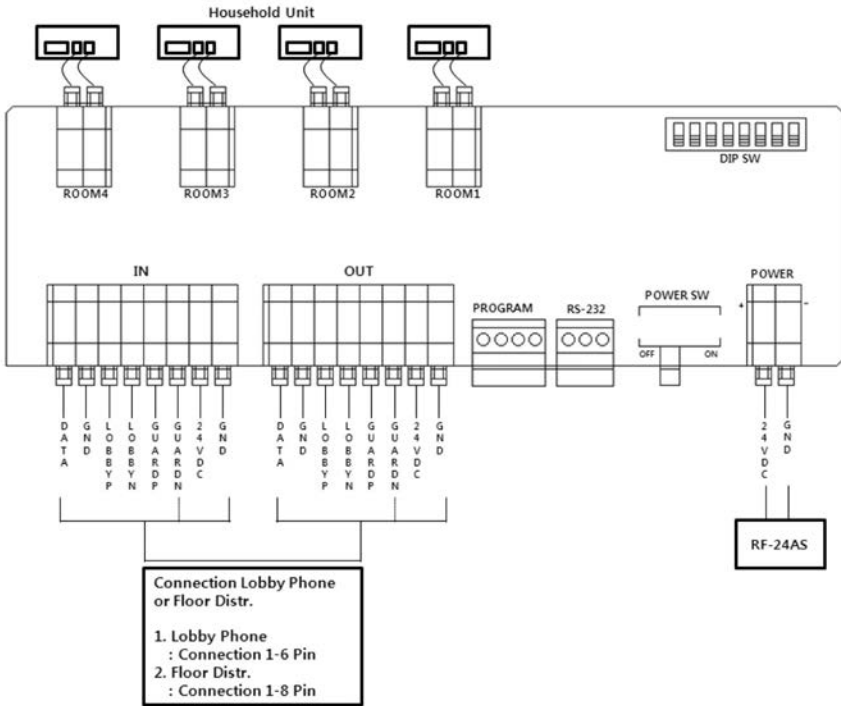 Household Unit
ROOM4 ROOM3 ROOM2 ROOM1
DIP SW
IN OUT
PROGRAM RS-232 POWER SW POWER
+ -
OFF ON
DATA GND LOBBYP LOBBYN GUARDP GUARDN 24VDC GND
DATA GND LOBBYP LOBBYN GUARDP GUARDN 24VDC GND
24VDC GND
RF-24AS
Connection Lobby Phone
or Floor Distr.
1. Lobby Phone
: Connection 1-6 Pin
2. Floor Distr.
: Connection 1-8 Pin